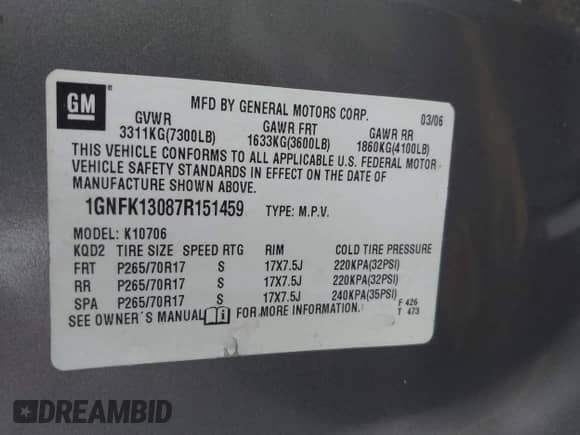 GM
MFD BY GENERAL MOTORS CORP. 03/06
GVWR GAWR FRT GAWR RR
3311KG(7300LB) 1633KG(3600LB) 1860KG(4100LB)
THIS VEHICLE CONFORMS TO ALL APPLICABLE U.S. FEDERAL MOTOR
VEHICLE SAFETY STANDARDS IN EFFECT ON THE DATE OF
MANUFACTURE SHOWN ABOVE.
1GNFK13087R151459 TYPE: M.P.V.
MODEL: K10706
KQD2 TIRE SIZE SPEED RTG RIM COLD TIRE PRESSURE
FRT P265/70R17 S 17X7.5J 220KPA(32PSI)
RR P265/70R17 S 17X7.5J 220KPA(32PSI)
SPA P265/70R17 S 17X7.5J 240KPA(35PSI)
SEE OWNER'S MANUAL FOR MORE INFORMATION. F 426
T 473
DREAMBID